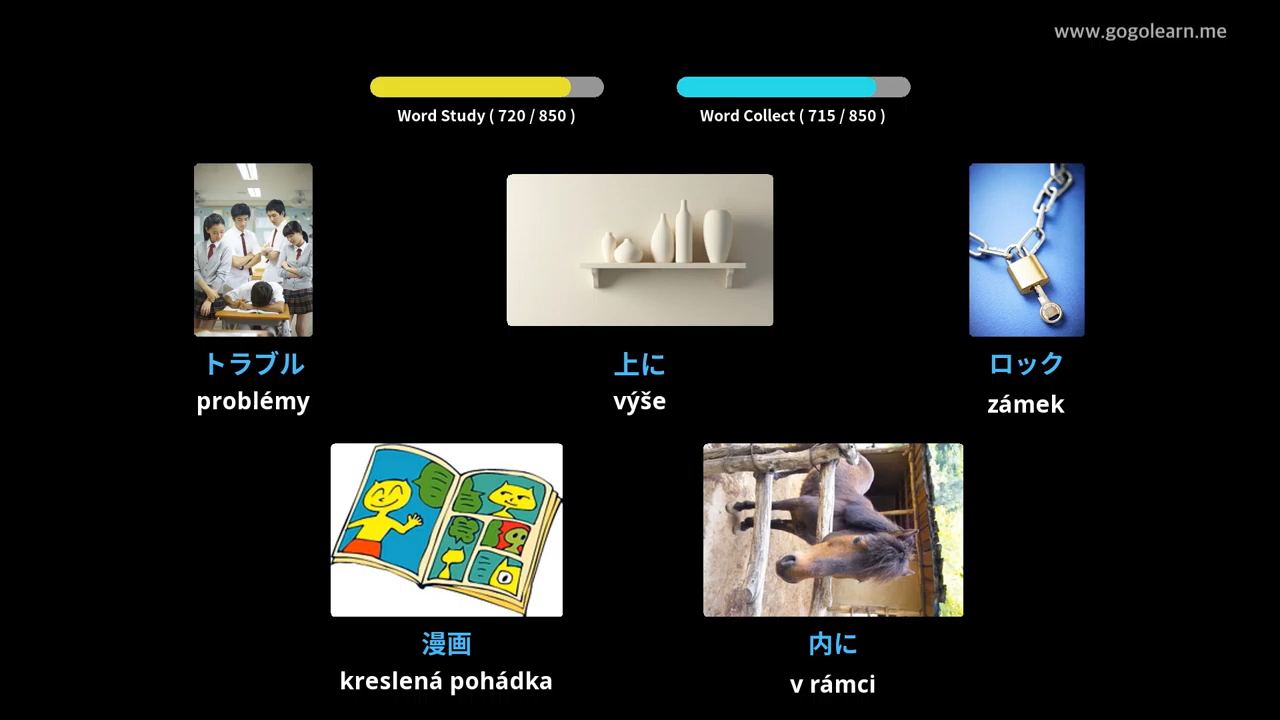 www.gogolearn.me
Word Study ( 720 / 850 )
Word Collect ( 715 / 850 )
トラブル
problémy
上に
výše
ロック
zámek
漫画
kreslená pohádka
内に
v rámci